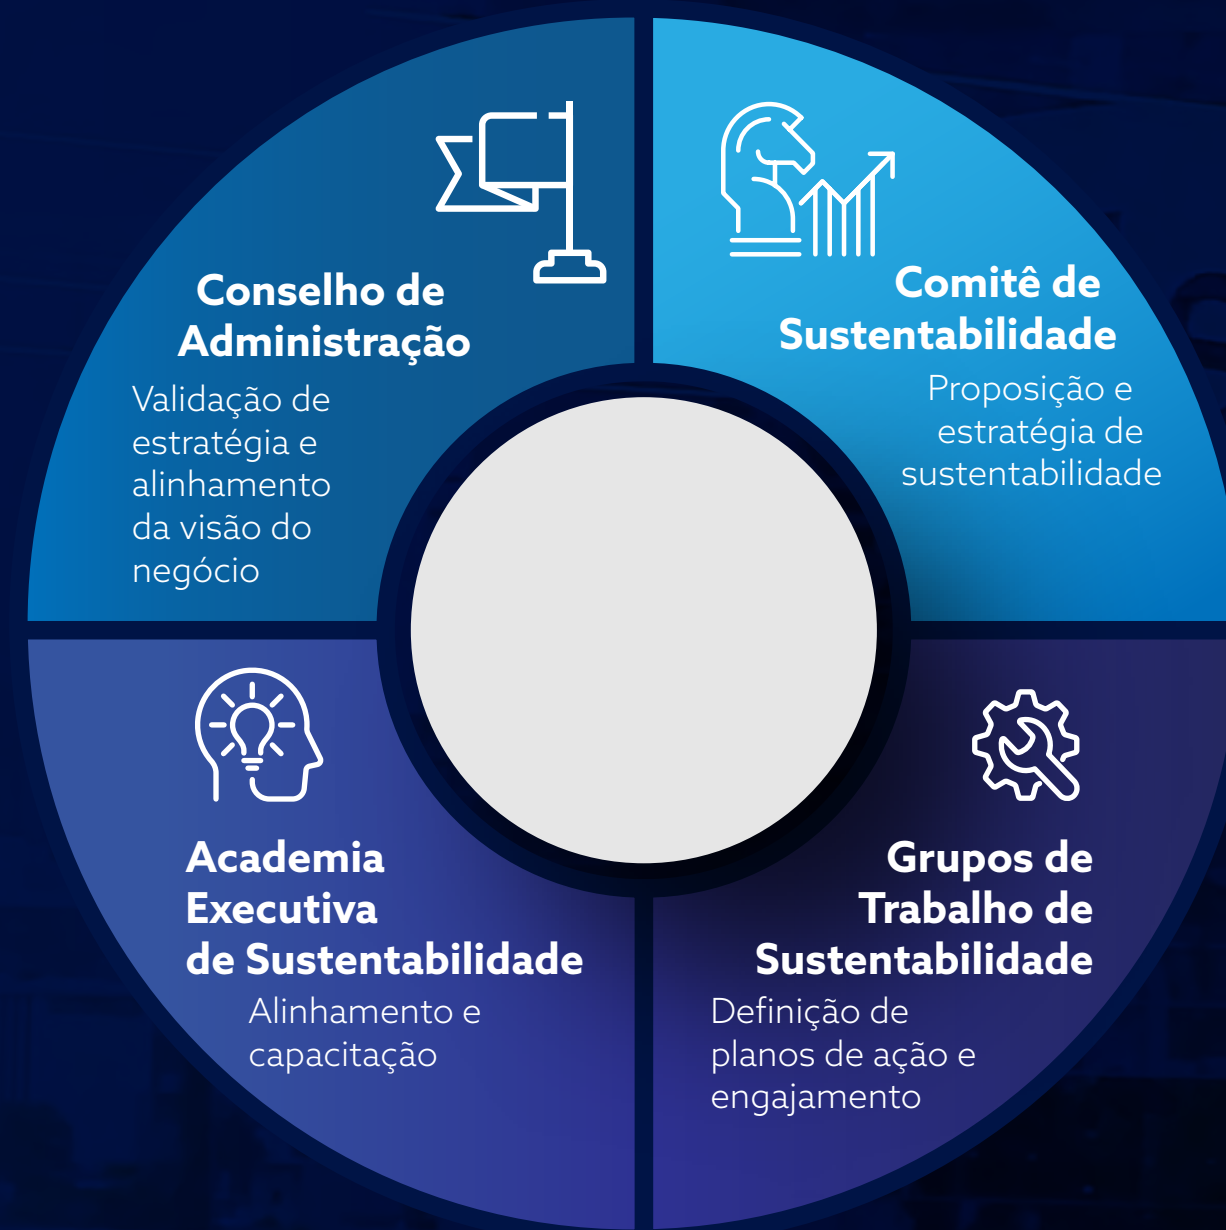 Conselho de
Administração
Validação de
estratégia e
alinhamento
da visão do
negócio
Comitê de
Sustentabilidade
Proposição e
estratégia de
sustentabilidade
Academia
Executiva
de Sustentabilidade
Alinhamento e
capacitação
Grupos de
Trabalho de
Sustentabilidade
Definição de
planos de ação e
engajamento